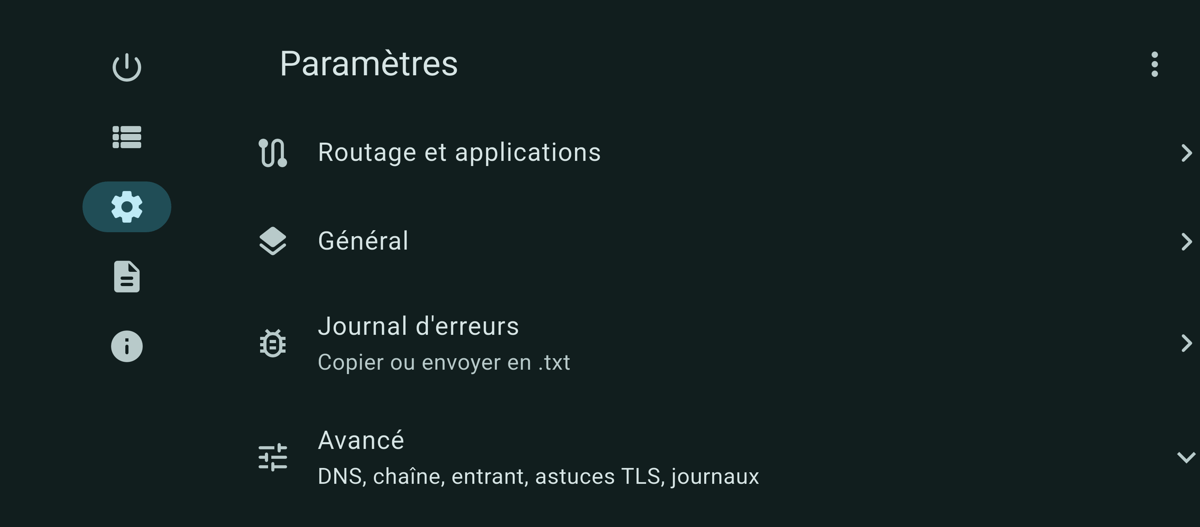 Paramètres
Routage et applications
Général
Journal d'erreurs
Copier ou envoyer en .txt
Avancé
DNS, chaîne, entrant, astuces TLS, journaux